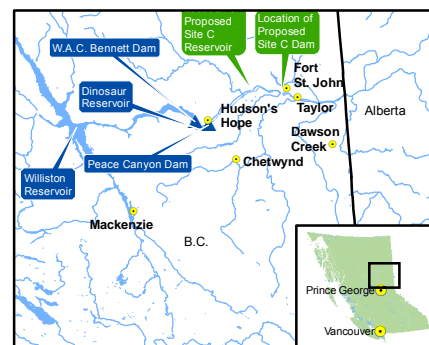 W.A.C. Bennett Dam
Proposed
Site C
Reservoir
Location of
Proposed
Site C Dam
Dinosaur
Reservoir
Fort
St. John
Hudson's
Hope
Taylor
Alberta
Dawson
Creek
Peace Canyon Dam
Chetwynd
Williston
Reservoir
Mackenzie
B.C.
Prince George
Vancouver